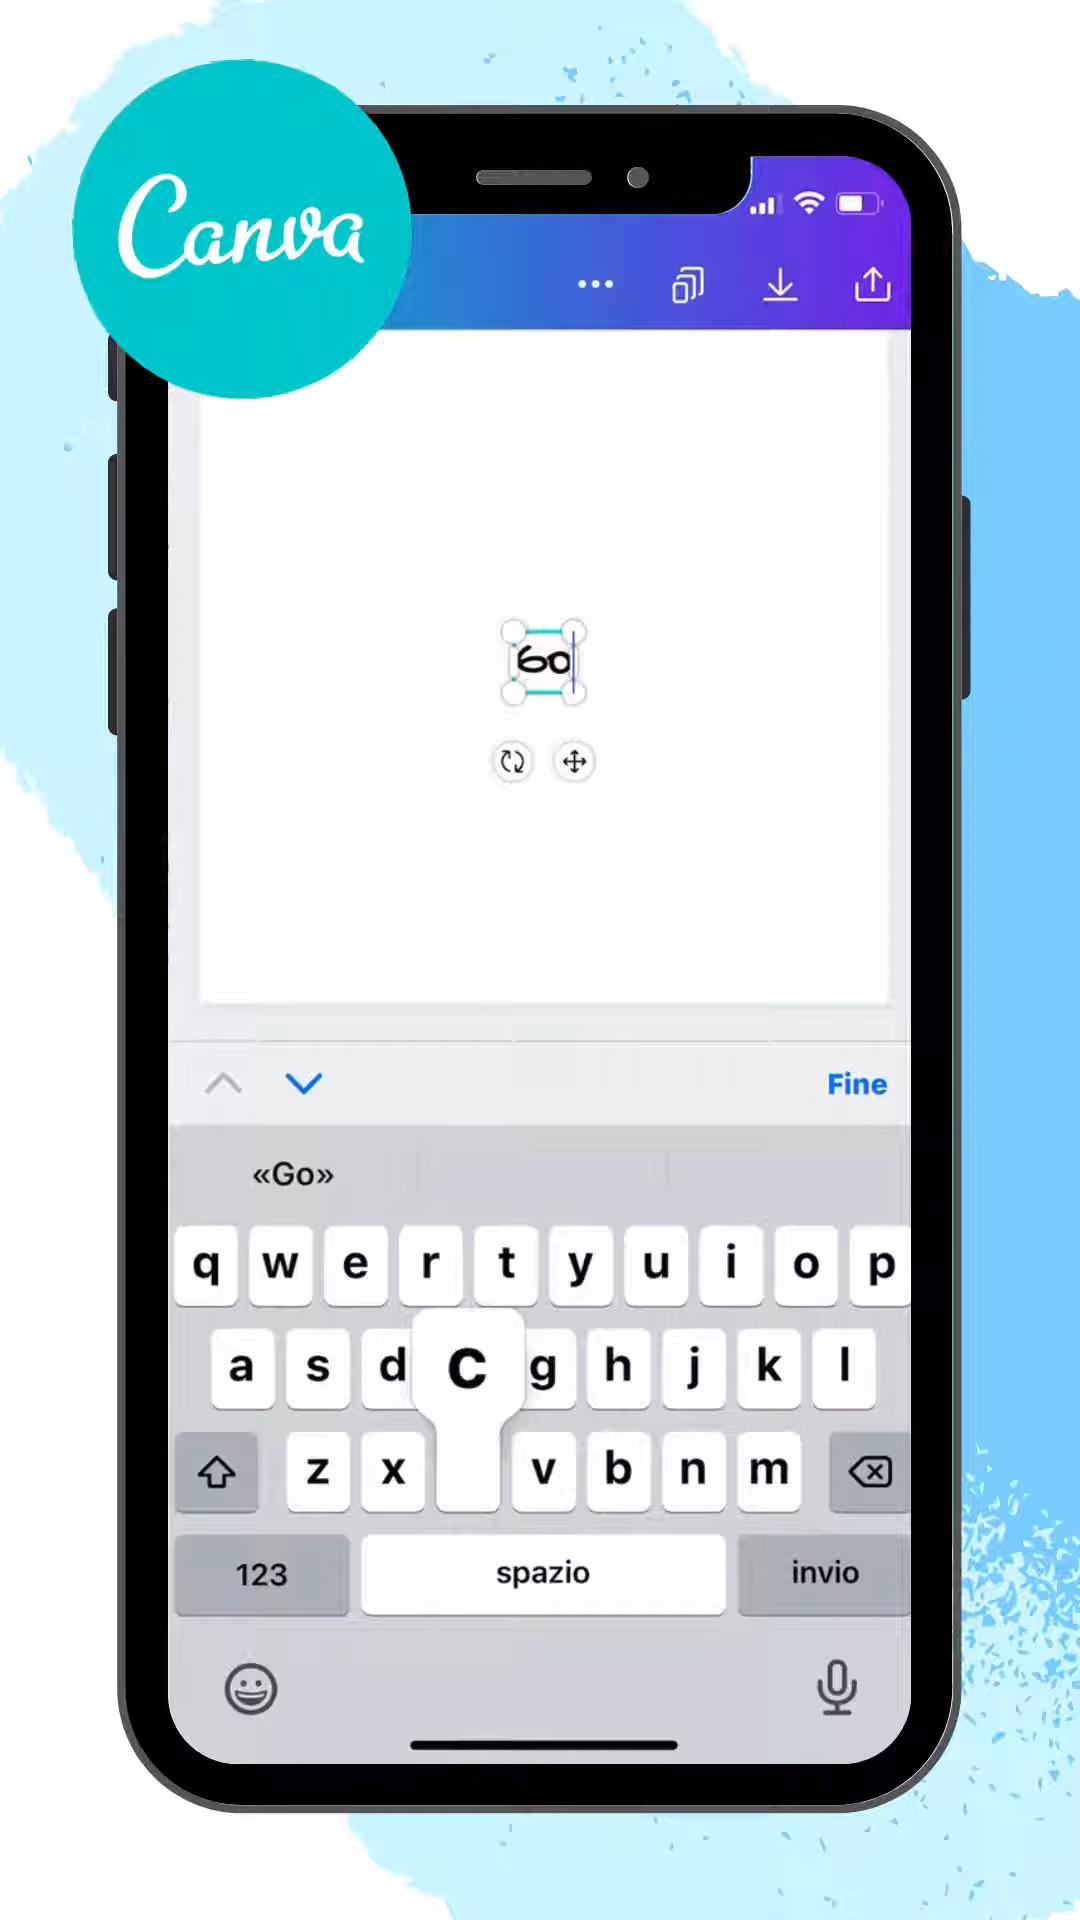 Canva
Go
Fine
«Go»
q w e r t y u i o p
a s d c g h j k l
z x v b n m
123 spazio invio